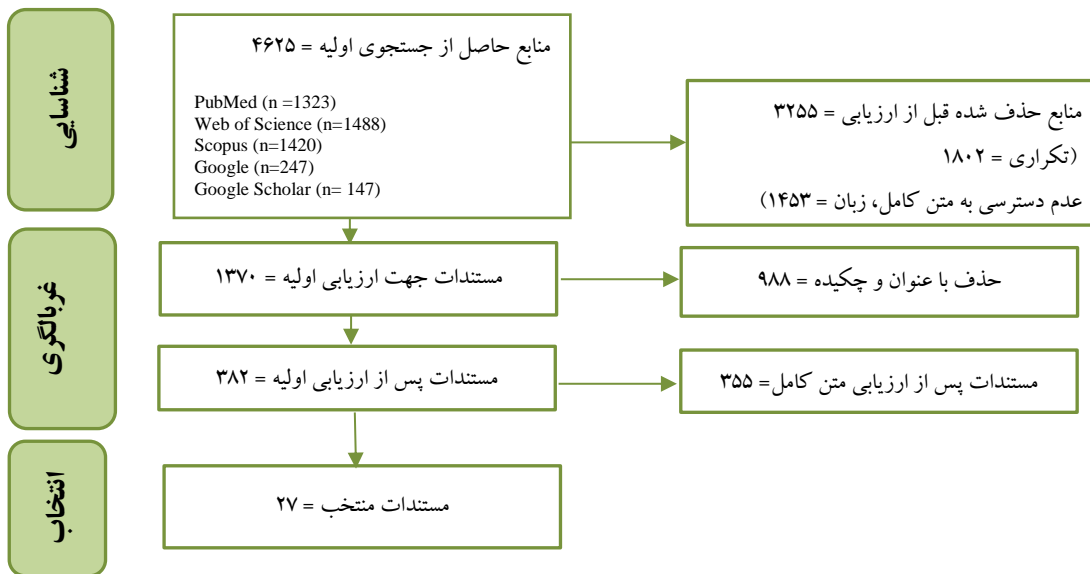 شناسایی
منابع حاصل از جستجوی اولیه = ۴۶۲۵
PubMed (n =1323)
Web of Science (n=1488)
Scopus (n=1420)
Google (n=247)
Google Scholar (n= 147)
منابع حذف شده قبل از ارزیابی = ۳۲۵۵
(تکراری = ۱۸۰۲
عدم دسترسی به متن کامل، زبان = ۱۴۵۳)
غربالگری
مستندات جهت ارزیابی اولیه = ۱۳۷۰
حذف با عنوان و چکیده = ۹۸۸
مستندات پس از ارزیابی اولیه = ۳۸۲
مستندات پس از ارزیابی متن کامل= ۳۵۵
انتخاب
مستندات منتخب = ۲۷